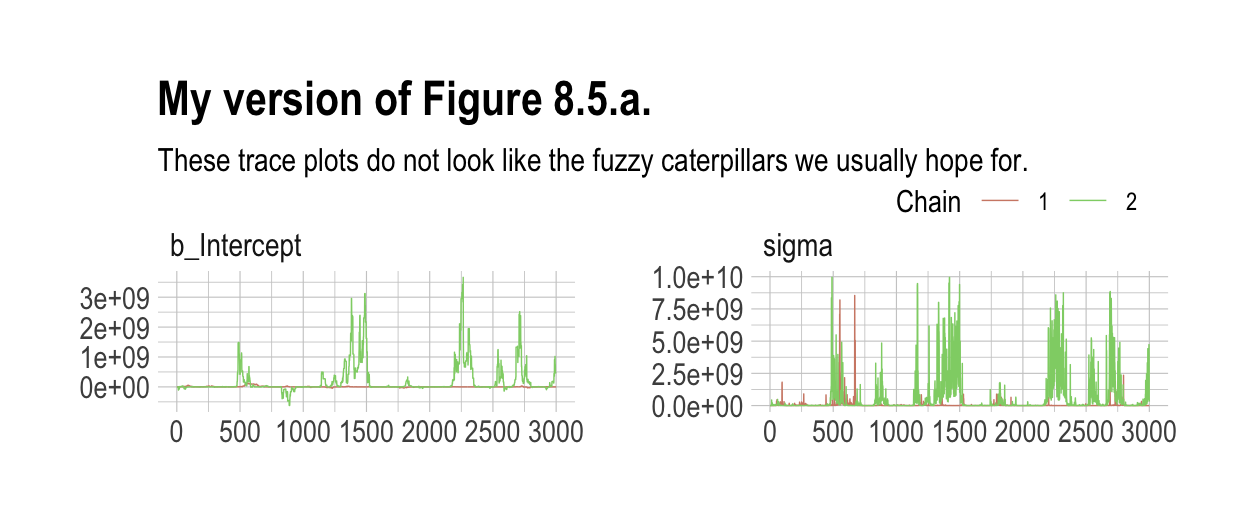 My version of Figure 8.5.a.
These trace plots do not look like the fuzzy caterpillars we usually hope for.
Chain 1 2
b_Intercept
3e+09
2e+09
1e+09
0e+00
0 500 1000 1500 2000 2500 3000
sigma
1.0e+10
7.5e+09
5.0e+09
2.5e+09
0.0e+00
0 500 1000 1500 2000 2500 3000